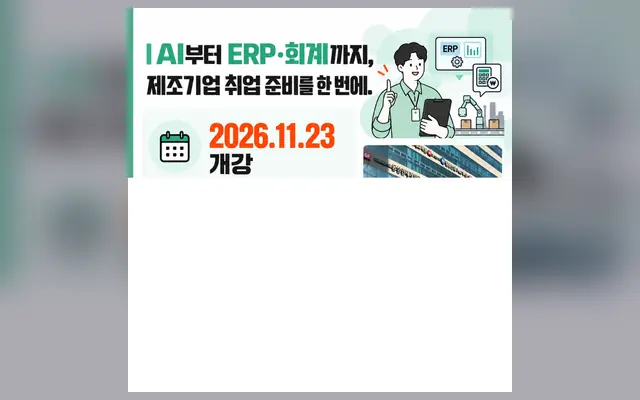 AI부터 ERP·회계까지,
제조기업 취업 준비를 한 번에.
ERP
₩
2026.11.23
개강